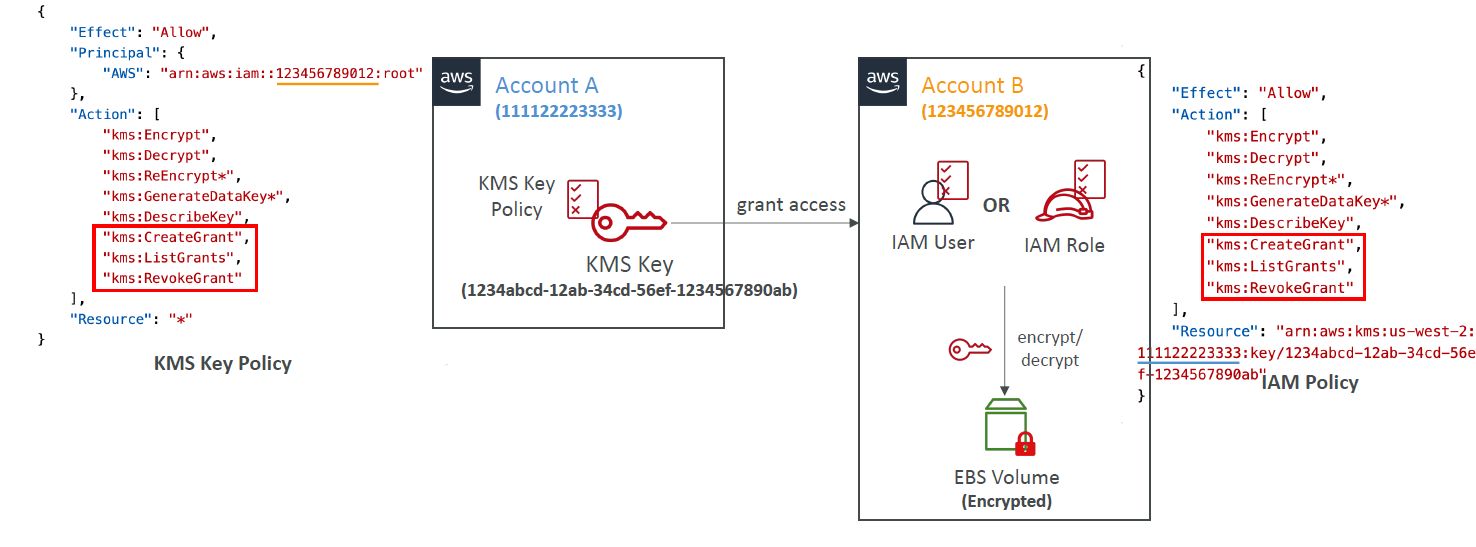 {
"Effect": "Allow",
"Principal": {
"AWS": "arn:aws:iam::123456789012:root"
},
"Action": [
"kms:Encrypt",
"kms:Decrypt",
"kms:ReEncrypt*",
"kms:GenerateDataKey*",
"kms:DescribeKey",
"kms:CreateGrant",
"kms:ListGrants",
"kms:RevokeGrant"
],
"Resource": "*"
}
KMS Key Policy
aws
Account A
(111122223333)
KMS Key
Policy
KMS Key
(1234abcd-12ab-34cd-56ef-1234567890ab)
grant access
aws
Account B
(123456789012)
IAM User
OR
IAM Role
encrypt/
decrypt
EBS Volume
(Encrypted)
{
"Effect": "Allow",
"Action": [
"kms:Encrypt",
"kms:Decrypt",
"kms:ReEncrypt*",
"kms:GenerateDataKey*",
"kms:DescribeKey",
"kms:CreateGrant",
"kms:ListGrants",
"kms:RevokeGrant"
],
"Resource": "arn:aws:kms:us-west-2:
111122223333:key/1234abcd-12ab-34cd-56e
f-1234567890ab"
}
IAM Policy